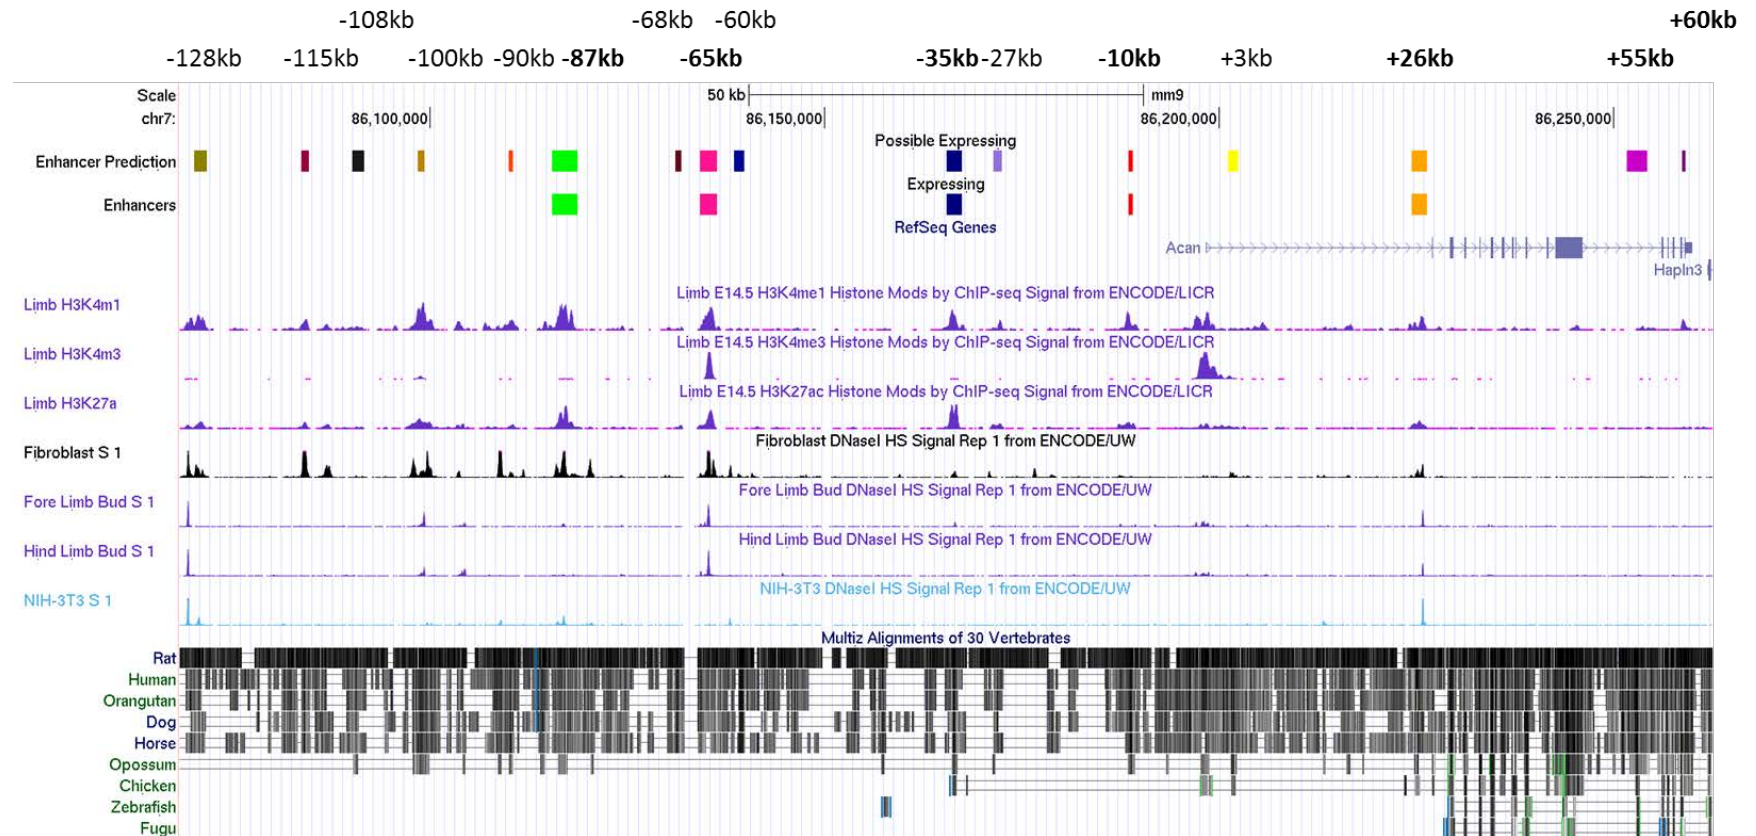 -108kb -68kb -60kb +60kb
-128kb -115kb -100kb -90kb -87kb -65kb -35kb -27kb -10kb +3kb +26kb +55kb
Scale 50 kb mm9
chr7: 86,100,000 86,150,000 86,200,000 86,250,000
Possible Expressing
Enhancer Prediction
Expressing
Enhancers
RefSeq Genes
Acan
Hapln3
Limb E14.5 H3K4me1 Histone Mods by ChIP-seq Signal from ENCODE/LICR
Limb H3K4m1
Limb E14.5 H3K4me3 Histone Mods by ChIP-seq Signal from ENCODE/LICR
Limb H3K4m3
Limb E14.5 H3K27ac Histone Mods by ChIP-seq Signal from ENCODE/LICR
Limb H3K27a
Fibroblast DNaseI HS Signal Rep 1 from ENCODE/UW
Fibroblast S 1
Fore Limb Bud DNaseI HS Signal Rep 1 from ENCODE/UW
Fore Limb Bud S 1
Hind Limb Bud DNaseI HS Signal Rep 1 from ENCODE/UW
Hind Limb Bud S 1
NIH-3T3 DNaseI HS Signal Rep 1 from ENCODE/UW
NIH-3T3 S 1
Multiz Alignments of 30 Vertebrates
Rat
Human
Orangutan
Dog
Horse
Opossum
Chicken
Zebrafish
Fugu